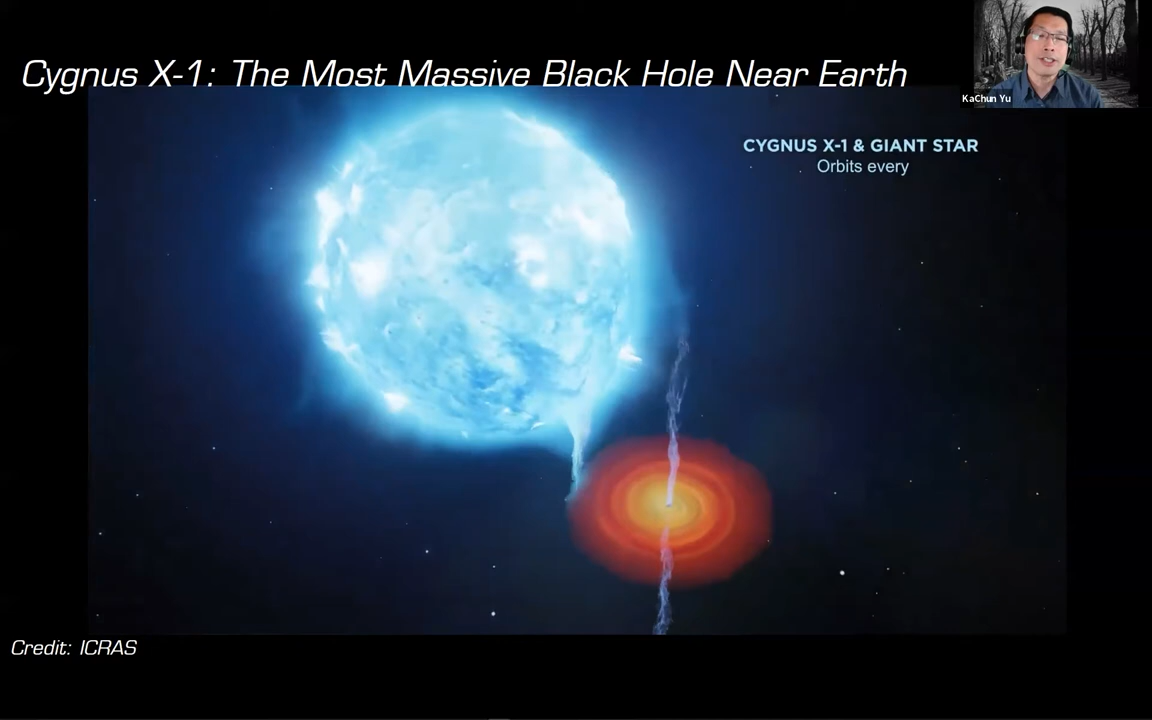 Cygnus X-1: The Most Massive Black Hole Near Earth
KaChun Yu
CYGNUS X-1 & GIANT STAR
Orbits every
Credit: ICRAS